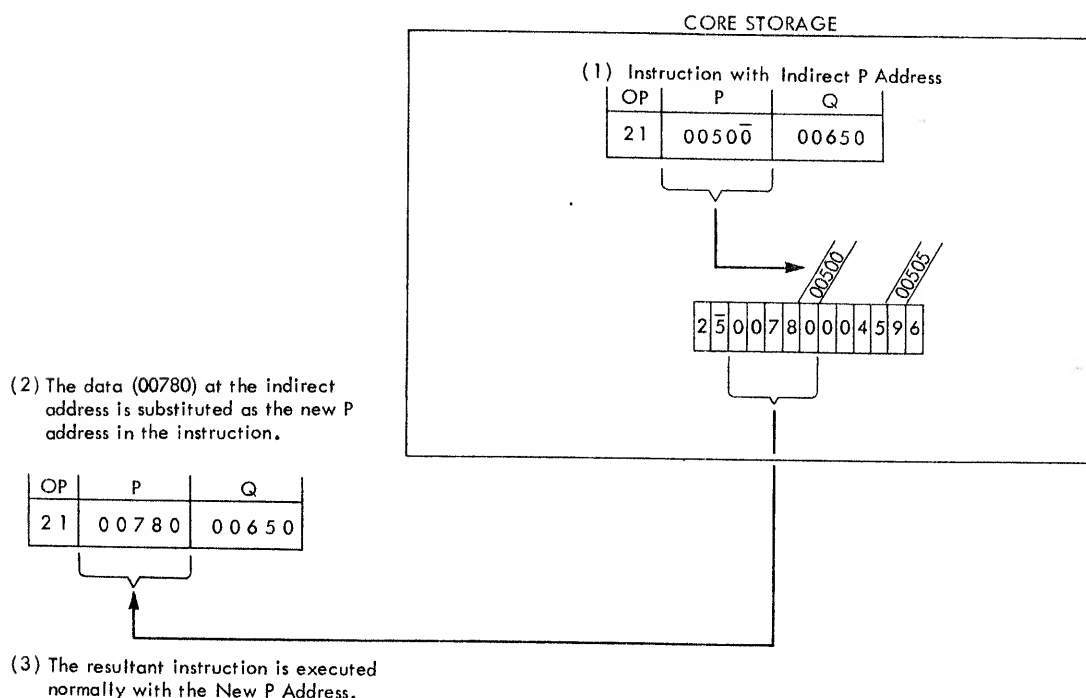 CORE STORAGE
(1) Instruction with Indirect P Address
OP P Q
21 00500̅ 00650
00500 00505
2 5̅ 0 0 7 8 0 0 0 4 5 9 6
(2) The data (00780) at the indirect
address is substituted as the new P
address in the instruction.
OP P Q
21 00780 00650
(3) The resultant instruction is executed
normally with the New P Address.